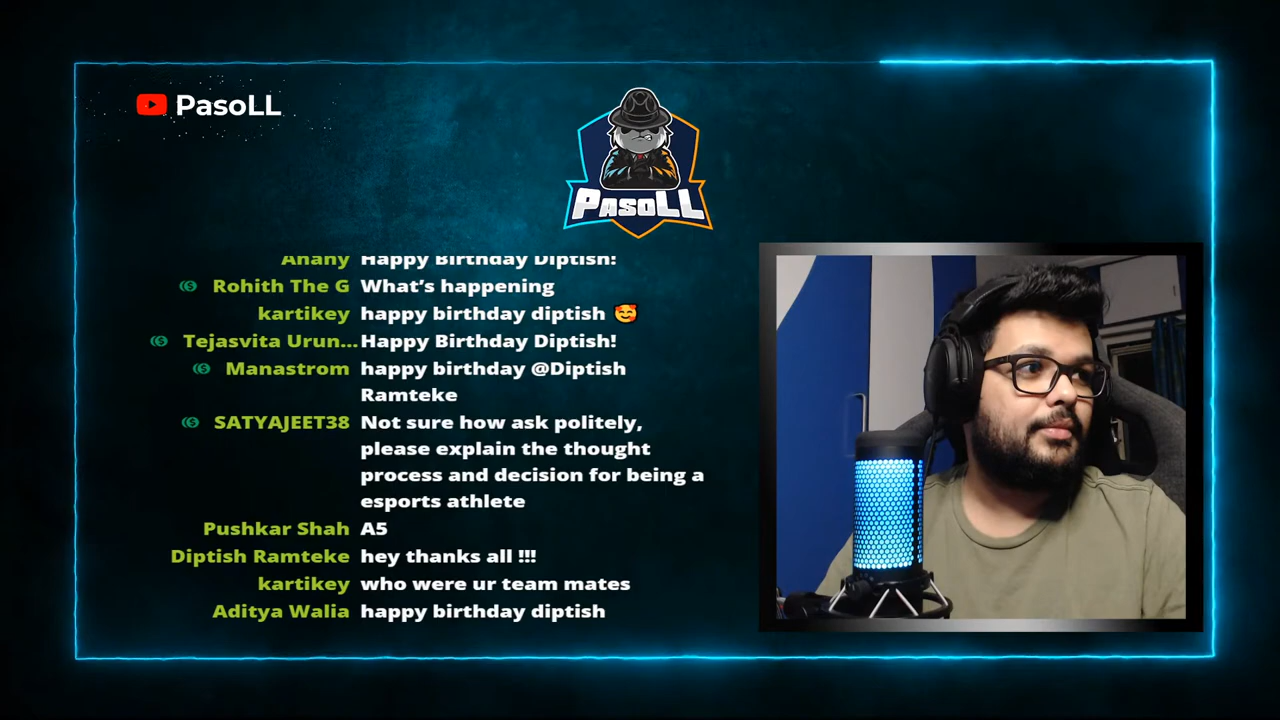 PasoLL
PASOLL
Anany Happy Birthday Diptish!
Rohith The G What's happening
kartikey happy birthday diptish 🥰
Tejasvita Urun... Happy Birthday Diptish!
Manastrom happy birthday @Diptish
Ramteke
SATYAJEET38 Not sure how ask politely,
please explain the thought
process and decision for being a
esports athlete
Pushkar Shah A5
Diptish Ramteke hey thanks all !!!
kartikey who were ur team mates
Aditya Walia happy birthday diptish